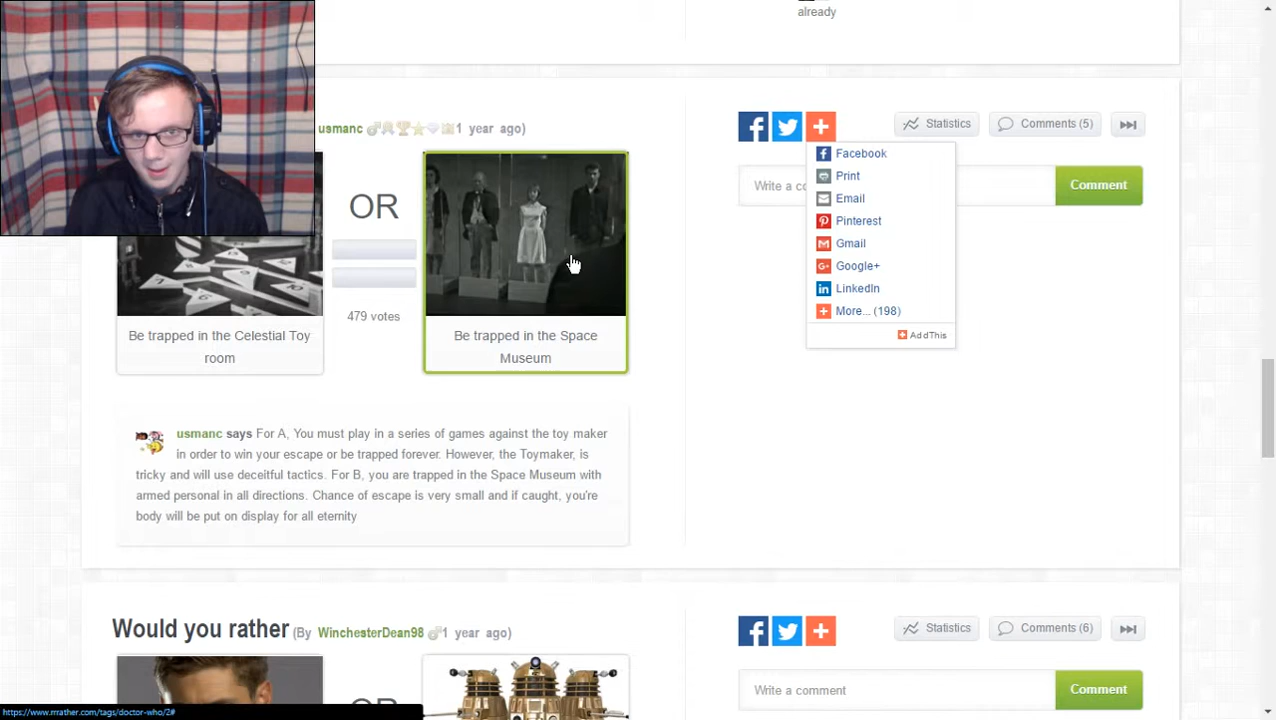 already
usmanc 1 year ago)
Statistics
Comments (5)
Facebook
Print
Email
Pinterest
Gmail
Google+
LinkedIn
More... (198)
AddThis
Write a co
Comment
OR
479 votes
Be trapped in the Celestial Toy
room
Be trapped in the Space
Museum
usmanc says For A, You must play in a series of games against the toy maker
in order to win your escape or be trapped forever. However, the Toymaker, is
tricky and will use deceitful tactics. For B, you are trapped in the Space Museum with
armed personal in all directions. Chance of escape is very small and if caught, you're
body will be put on display for all eternity
Would you rather (By WinchesterDean98 1 year ago)
Statistics
Comments (6)
Write a comment
Comment
https://www.rrrather.com/tags/doctor-who/2#